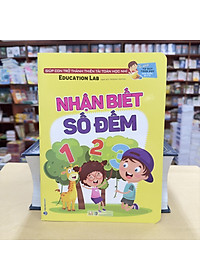 GIÚP CON TRỞ THÀNH THIÊN TÀI TOÁN HỌC NHÍ
EDUCATION LAB
NHẬN BIẾT
SỐ ĐẾM
1 2 3